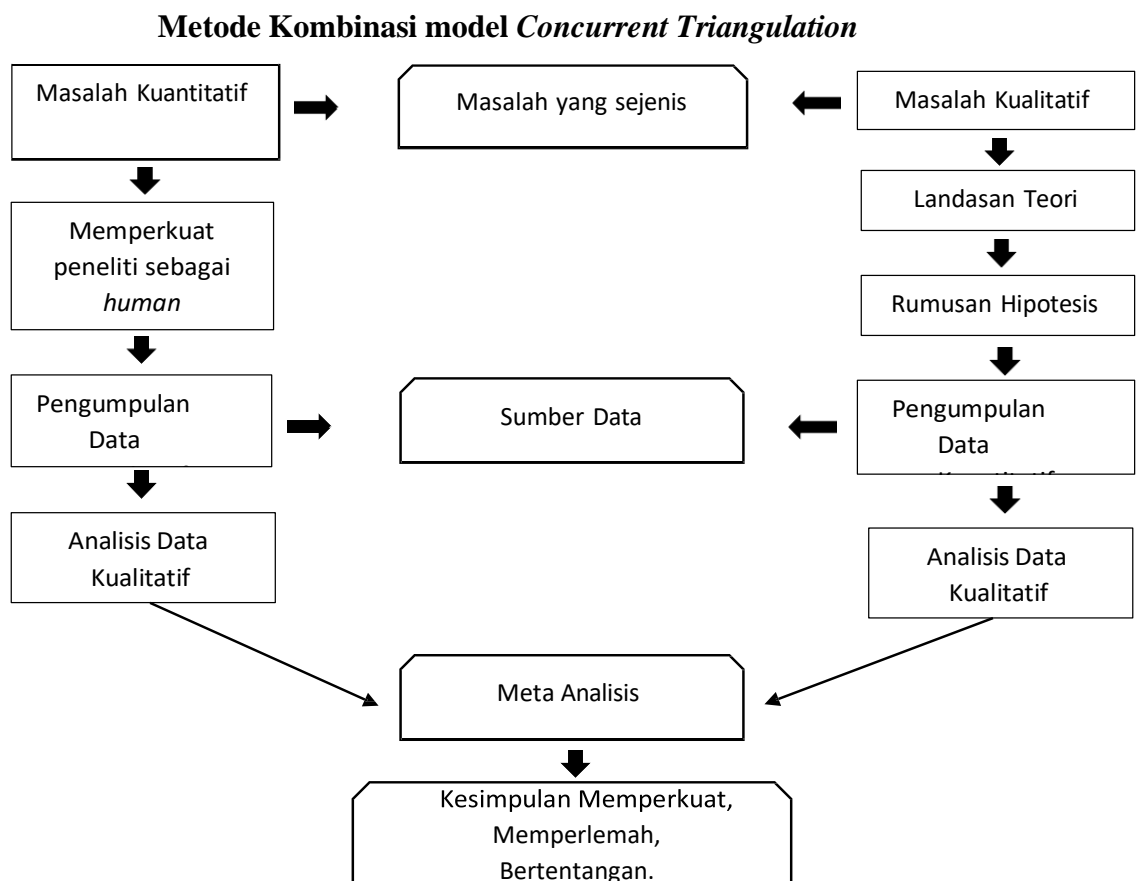 Metode Kombinasi model Concurrent Triangulation
Masalah Kuantitatif
Masalah yang sejenis
Masalah Kualitatif
Landasan Teori
Memperkuat
peneliti sebagai
human
Rumusan Hipotesis
Pengumpulan
Data
Sumber Data
Pengumpulan
Data
Analisis Data
Kualitatif
Analisis Data
Kualitatif
Meta Analisis
Kesimpulan Memperkuat,
Memperlemah,
Bertentangan.